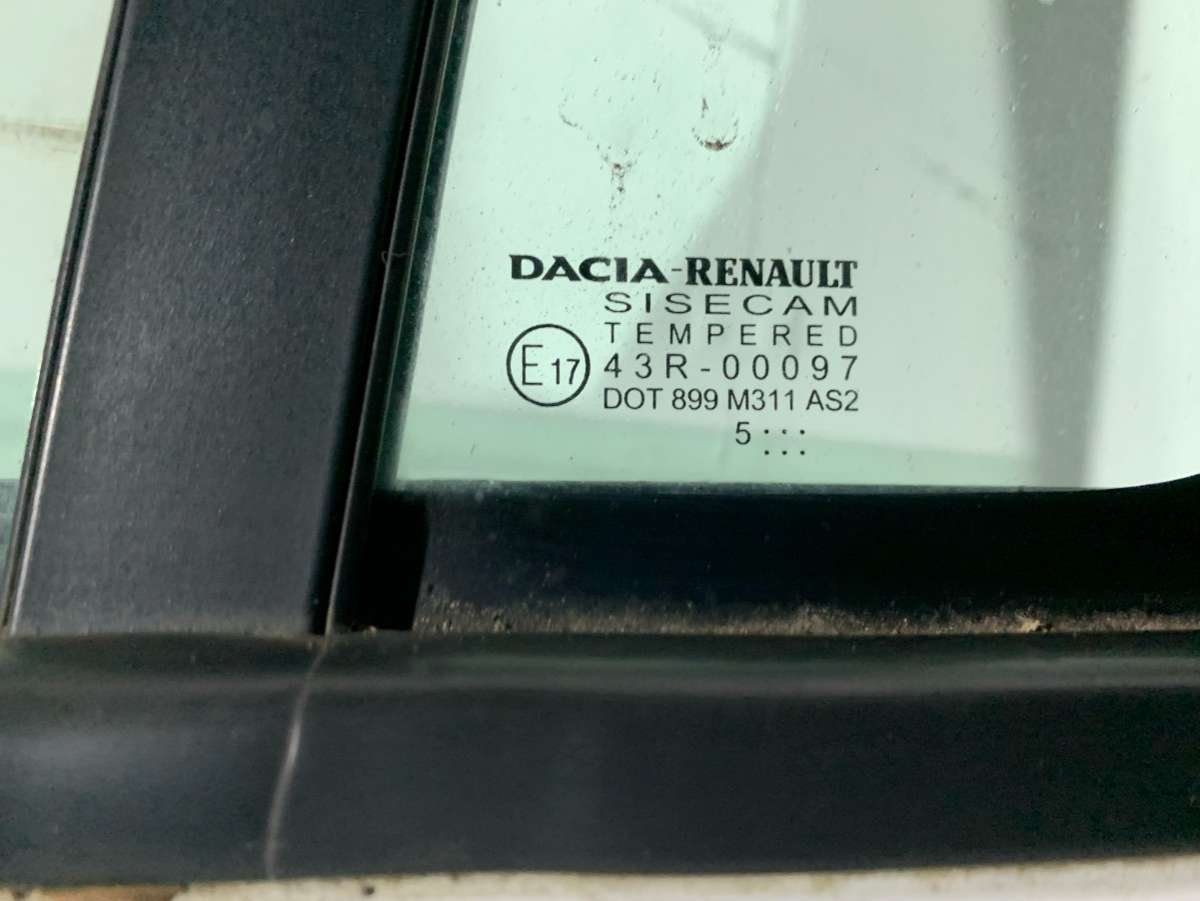 DACIA-RENAULT
SISECAM
TEMPERED
E17 43R-00097
DOT 899 M311 AS2
5 ··· ···